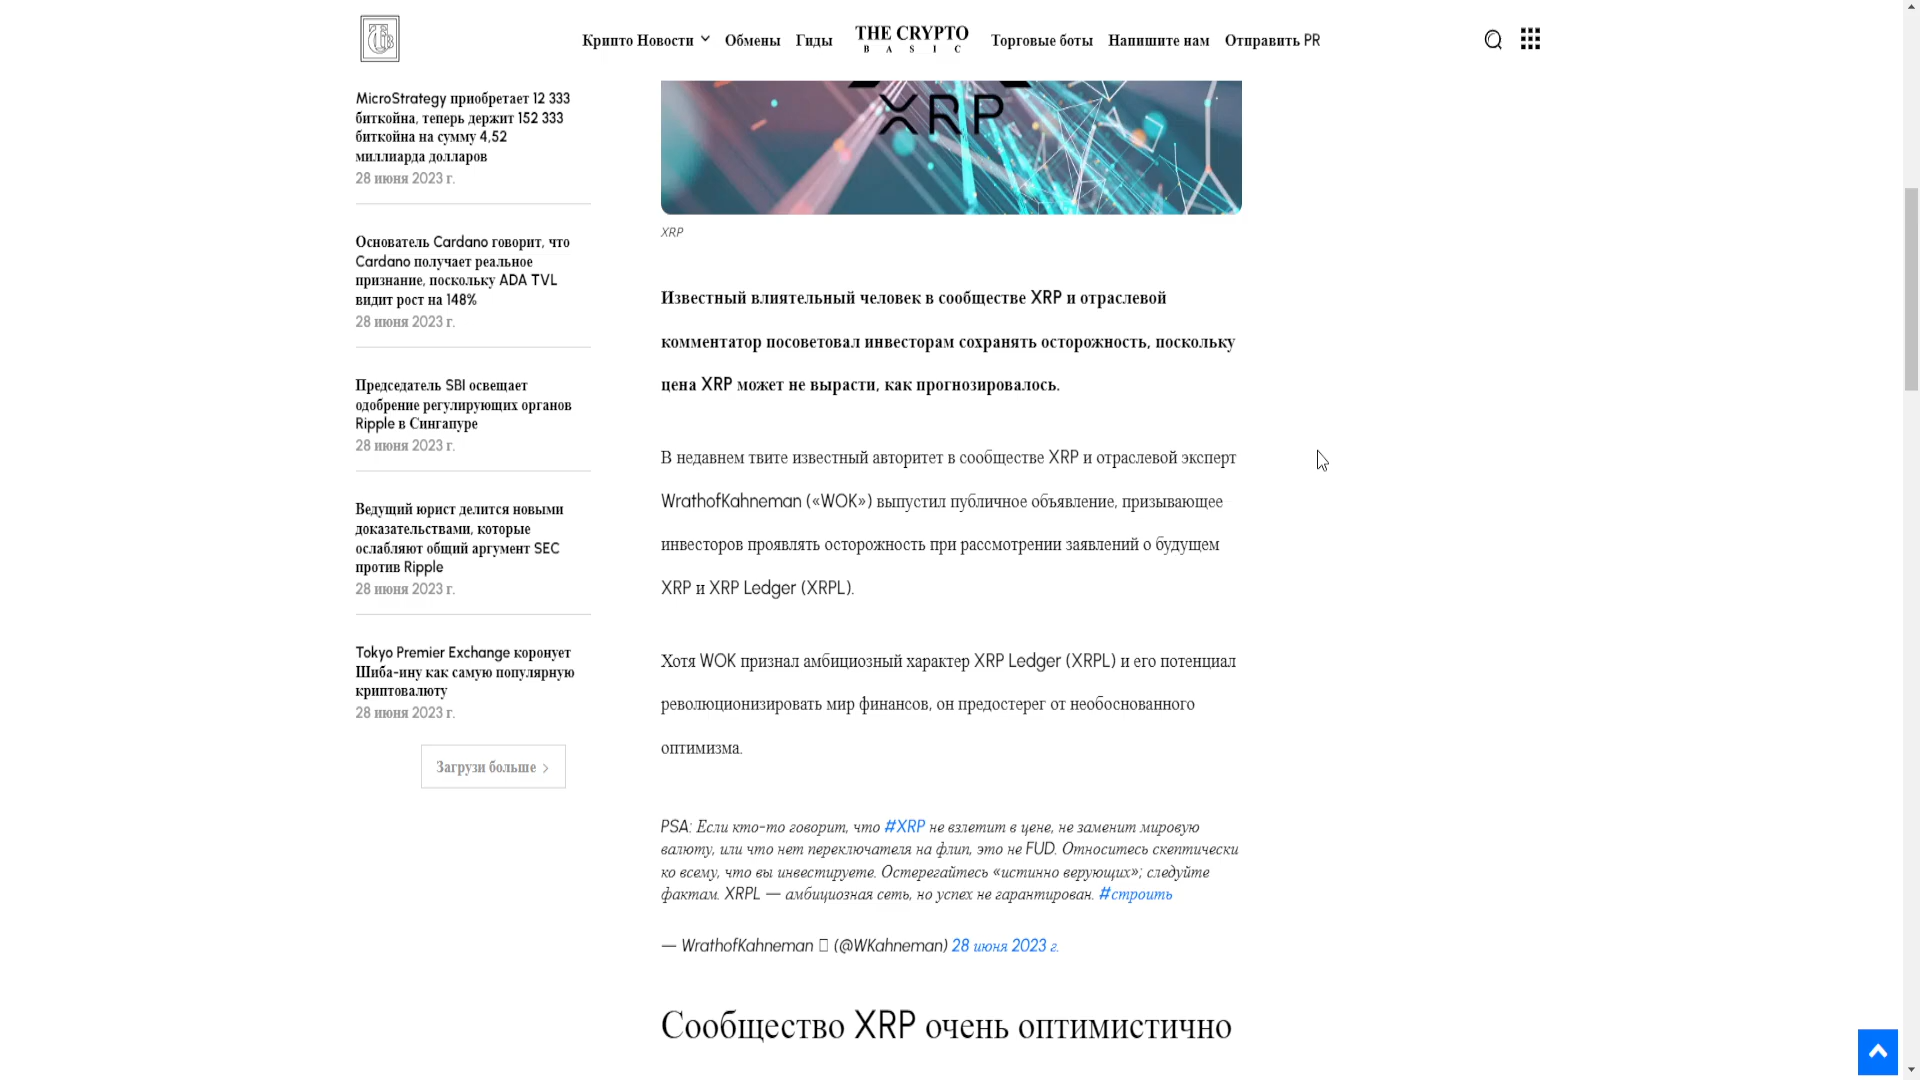 Крипто Новости
Обмены
Гиды
THE CRYPTO
BASIC
Торговые боты
Напишите нам
Отправить PR
MicroStrategy приобретает 12 333
биткойна, теперь держит 152 333
биткойна на сумму 4,52
миллиарда долларов
28 июня 2023 г.
Основатель Cardano говорит, что
Cardano получает реальное
признание, поскольку ADA TVL
видит рост на 148%
28 июня 2023 г.
Председатель SBI освещает
одобрение регулирующих органов
Ripple в Сингапуре
28 июня 2023 г.
Ведущий юрист делится новыми
доказательствами, которые
ослабляют общий аргумент SEC
против Ripple
28 июня 2023 г.
Tokyo Premier Exchange коронует
Шиба-ину как самую популярную
криптовалюту
28 июня 2023 г.
Загрузи больше
XRP
XRP
Известный влиятельный человек в сообществе XRP и отраслевой
комментатор посоветовал инвесторам сохранять осторожность, поскольку
цена XRP может не вырасти, как прогнозировалось.
В недавнем твите известный авторитет в сообществе XRP и отраслевой эксперт
WrathofKahneman («WOK») выпустил публичное объявление, призывающее
инвесторов проявлять осторожность при рассмотрении заявлений о будущем
XRP и XRP Ledger (XRPL).
Хотя WOK признал амбициозный характер XRP Ledger (XRPL) и его потенциал
революционизировать мир финансов, он предостерег от необоснованного
оптимизма.
PSA: Если кто-то говорит, что #XRP не взлетит в цене, не заменит мировую
валюту, или что нет переключателя на флип, это не FUD. Относитесь скептически
ко всему, что вы инвестируете. Остерегайтесь «истинно верующих»; следуйте
фактам. XRPL — амбициозная сеть, но успех не гарантирован. #строить
— WrathofKahneman (@WKahneman) 28 июня 2023 г.
Сообщество XRP очень оптимистично